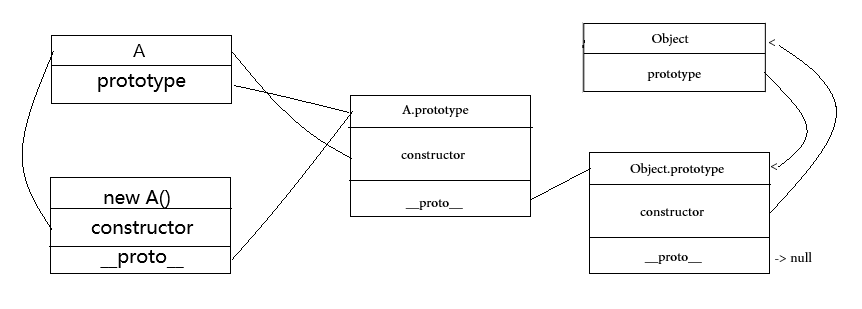 A
prototype
new A()
constructor
__proto__
A.prototype
constructor
__proto__
Object
<
prototype
Object.prototype
<
constructor
__proto__
-> null